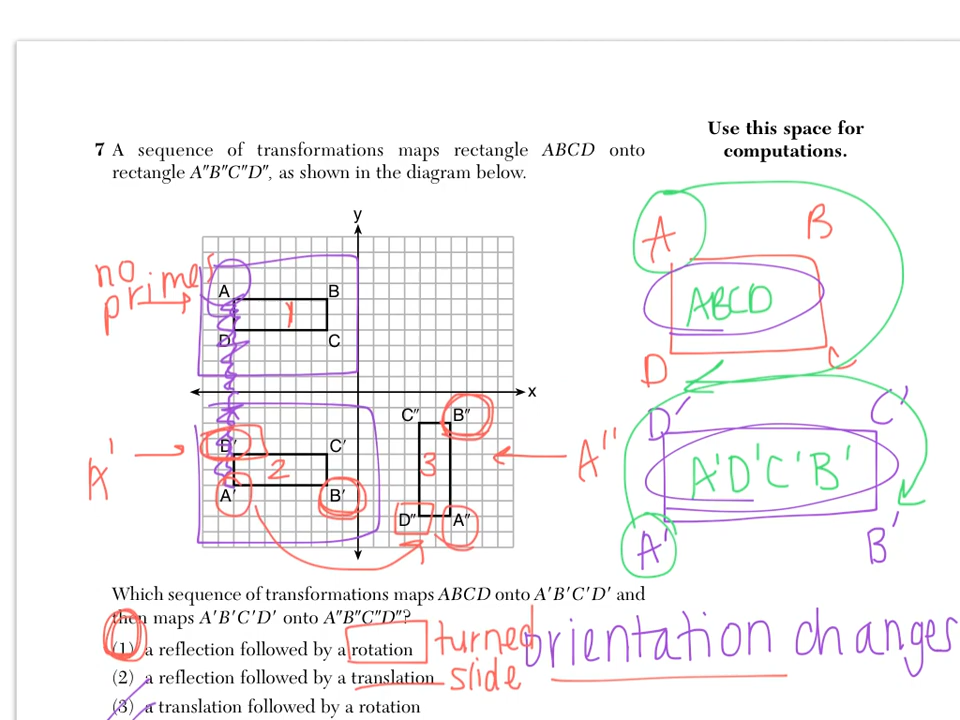 Use this space for
computations.
7 A sequence of transformations maps rectangle ABCD onto
rectangle A″B″C″D″, as shown in the diagram below.
no
primes
y
A
B
1
D
C
x
A'
D'
C'
2
A'
B'
C"
B"
3
D"
A"
A''
A
B
ABCD
D
C
D'
C'
A'D'C'B'
A'
B'
Which sequence of transformations maps ABCD onto A′B′C′D′ and
then maps A′B′C′D′ onto A″B″C″D″?
(1) a reflection followed by a rotation
turned
orientation changes
(2) a reflection followed by a translation
slide
(3) a translation followed by a rotation